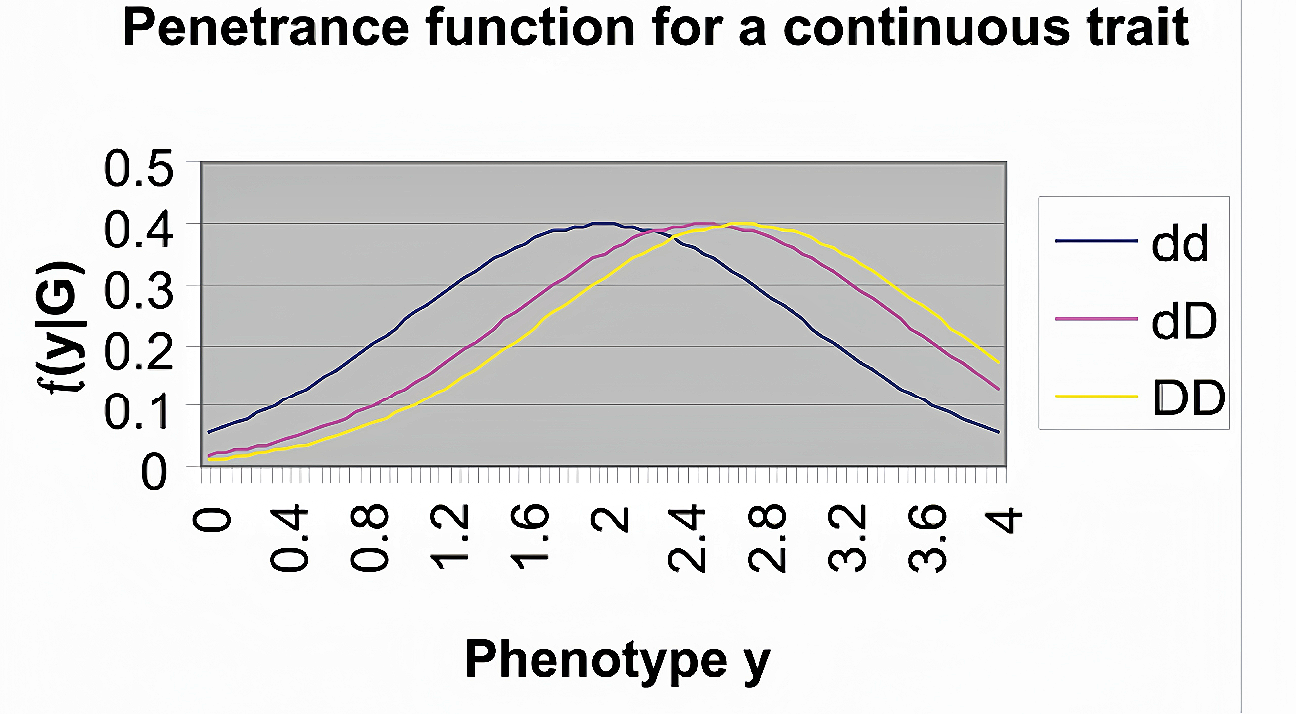 Penetrance function for a continuous trait
0.5
0.4
0.3
0.2
0.1
0
f(y|G)
0 0.4 0.8 1.2 1.6 2 2.4 2.8 3.2 3.6 4
Phenotype y
dd
dD
DD